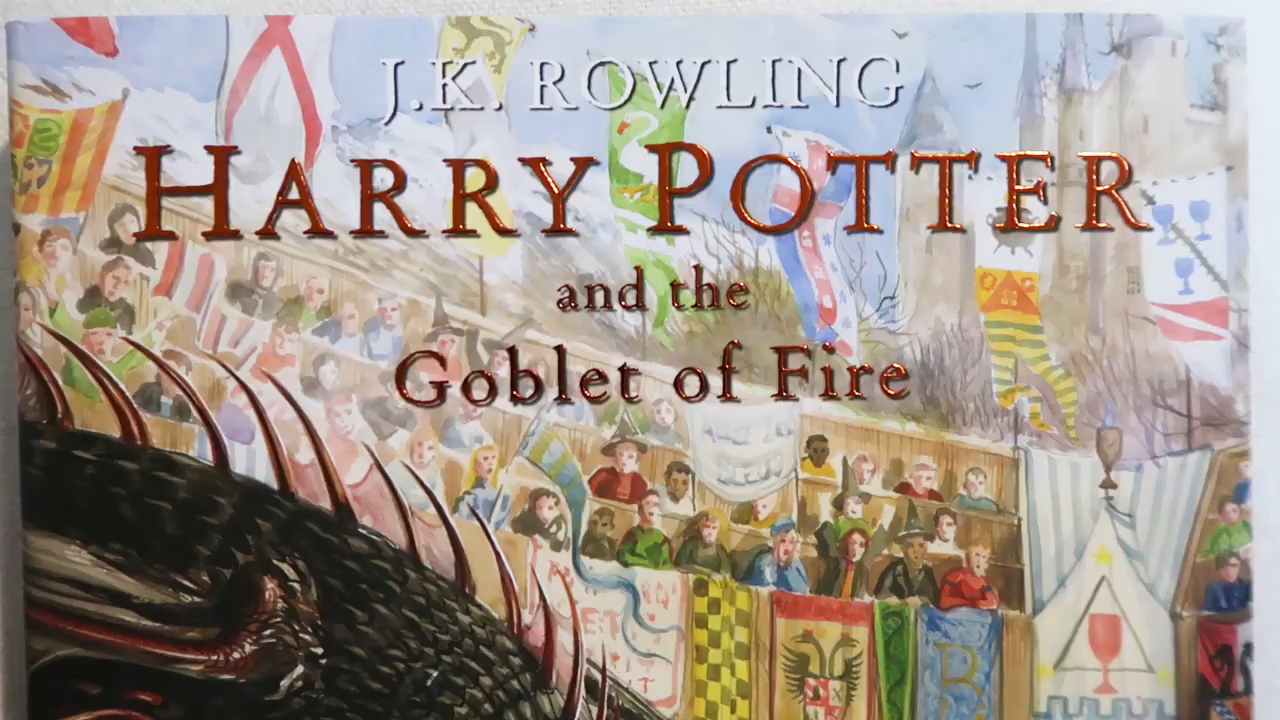 J.K. ROWLING
HARRY POTTER
and the
Goblet of Fire